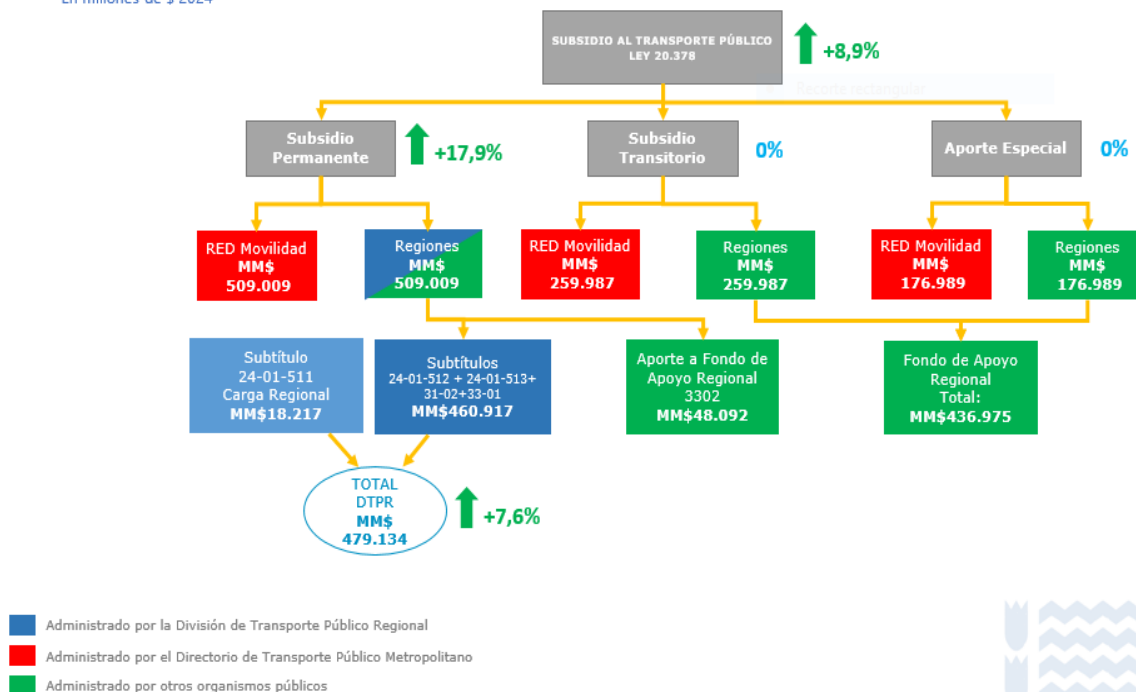 En millones de $ 2024
SUBSIDIO AL TRANSPORTE PÚBLICO
LEY 20.378
+8,9%
Recorte rectangular
Subsidio
Permanente
+17,9%
Subsidio
Transitorio
0%
Aporte Especial
0%
RED Movilidad
MM$
509.009
Regiones
MM$
509.009
RED Movilidad
MM$
259.987
Regiones
MM$
259.987
RED Movilidad
MM$
176.989
Regiones
MM$
176.989
Subtítulo
24-01-511
Carga Regional
MM$18.217
Subtítulos
24-01-512 + 24-01-513+
31-02+33-01
MM$460.917
Aporte a Fondo de
Apoyo Regional
3302
MM$48.092
Fondo de Apoyo
Regional
Total:
MM$436.975
TOTAL
DTPR
MM$
479.134
+7,6%
Administrado por la División de Transporte Público Regional
Administrado por el Directorio de Transporte Público Metropolitano
Administrado por otros organismos públicos